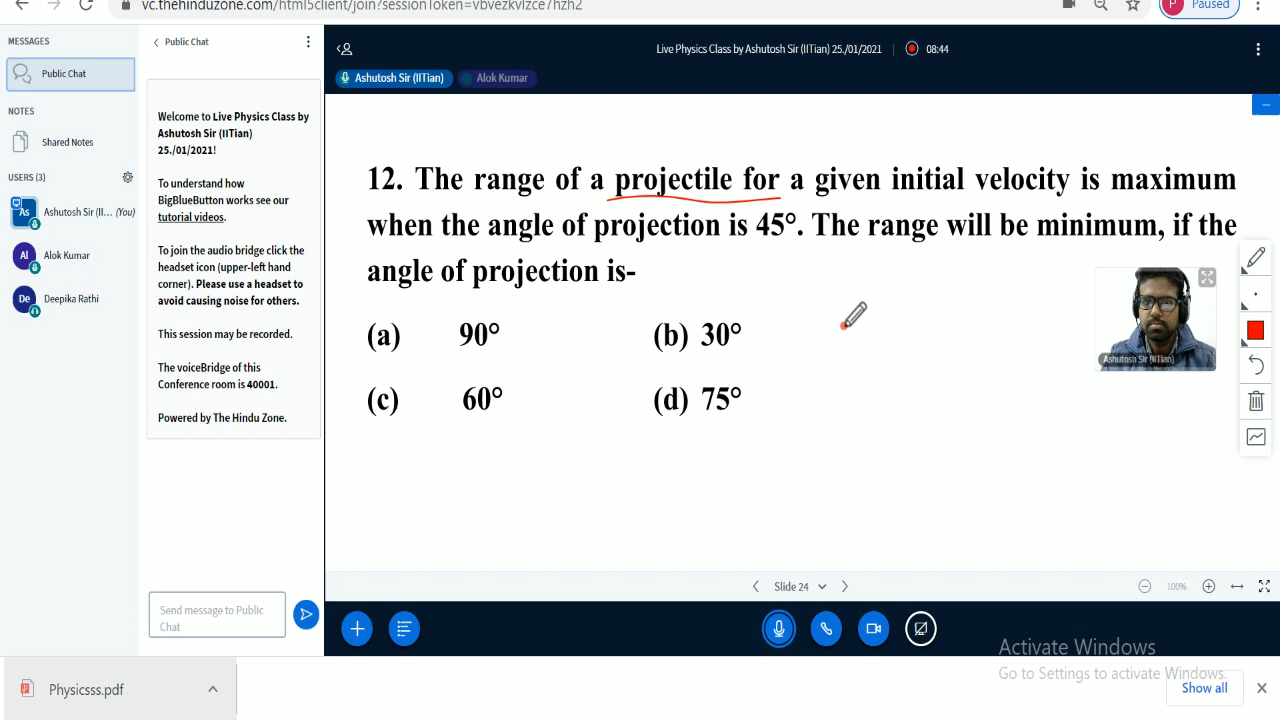 vc.thehinduzone.com/html5client/join?sessionToken=vbvezkvlzce7hzh2
P
Paused
MESSAGES
Public Chat
NOTES
Shared Notes
USERS (3)
As
Ashutosh Sir (II... (You)
Al
Alok Kumar
De
Deepika Rathi
Public Chat
Welcome to Live Physics Class by
Ashutosh Sir (IITian)
25./01/2021!
To understand how
BigBlueButton works see our
tutorial videos.
To join the audio bridge click the
headset icon (upper-left hand
corner). Please use a headset to
avoid causing noise for others.
This session may be recorded.
The voiceBridge of this
Conference room is 40001.
Powered by The Hindu Zone.
Send message to Public
Chat
Live Physics Class by Ashutosh Sir (IITian) 25./01/2021
08:44
Ashutosh Sir (IITian)
Alok Kumar
12. The range of a projectile for a given initial velocity is maximum
when the angle of projection is 45°. The range will be minimum, if the
angle of projection is-
(a) 90° (b) 30°
(c) 60° (d) 75°
Ashutosh Sir (IITian)
Slide 24
100%
Activate Windows
Go to Settings to activate Windows.
Physicsss.pdf
Show all